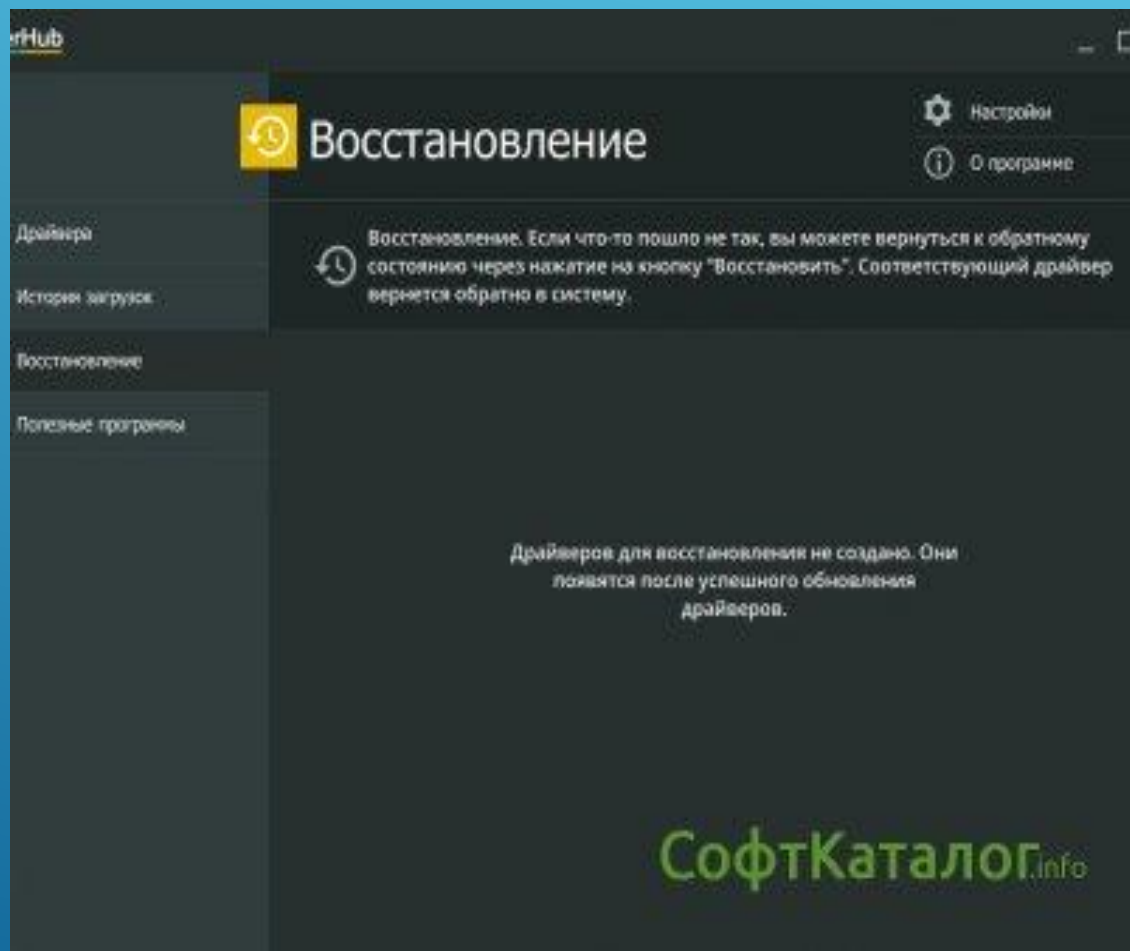 erHub
Восстановление
Настройки
О программе
Драйвера
История загрузок
Восстановление
Полезные программы
Восстановление. Если что-то пошло не так, вы можете вернуться к обратному
состоянию через нажатие на кнопку "Восстановить". Соответствующий драйвер
вернется обратно в систему.
Драйверов для восстановления не создано. Они
появятся после успешного обновления
драйверов.
СофтКаталог.info